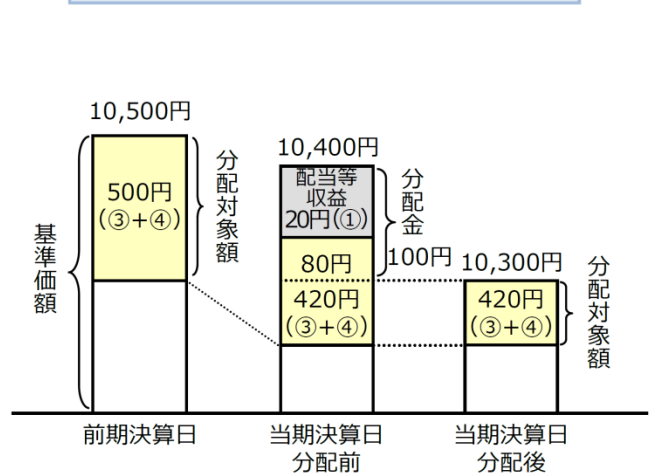 10,500円
500円
(③+④)
分配対象額
基準価額
前期決算日
10,400円
配当等
収益
20円(①)
分配金
80円
100円
420円
(③+④)
当期決算日
分配前
10,300円
420円
(③+④)
分配対象額
当期決算日
分配後